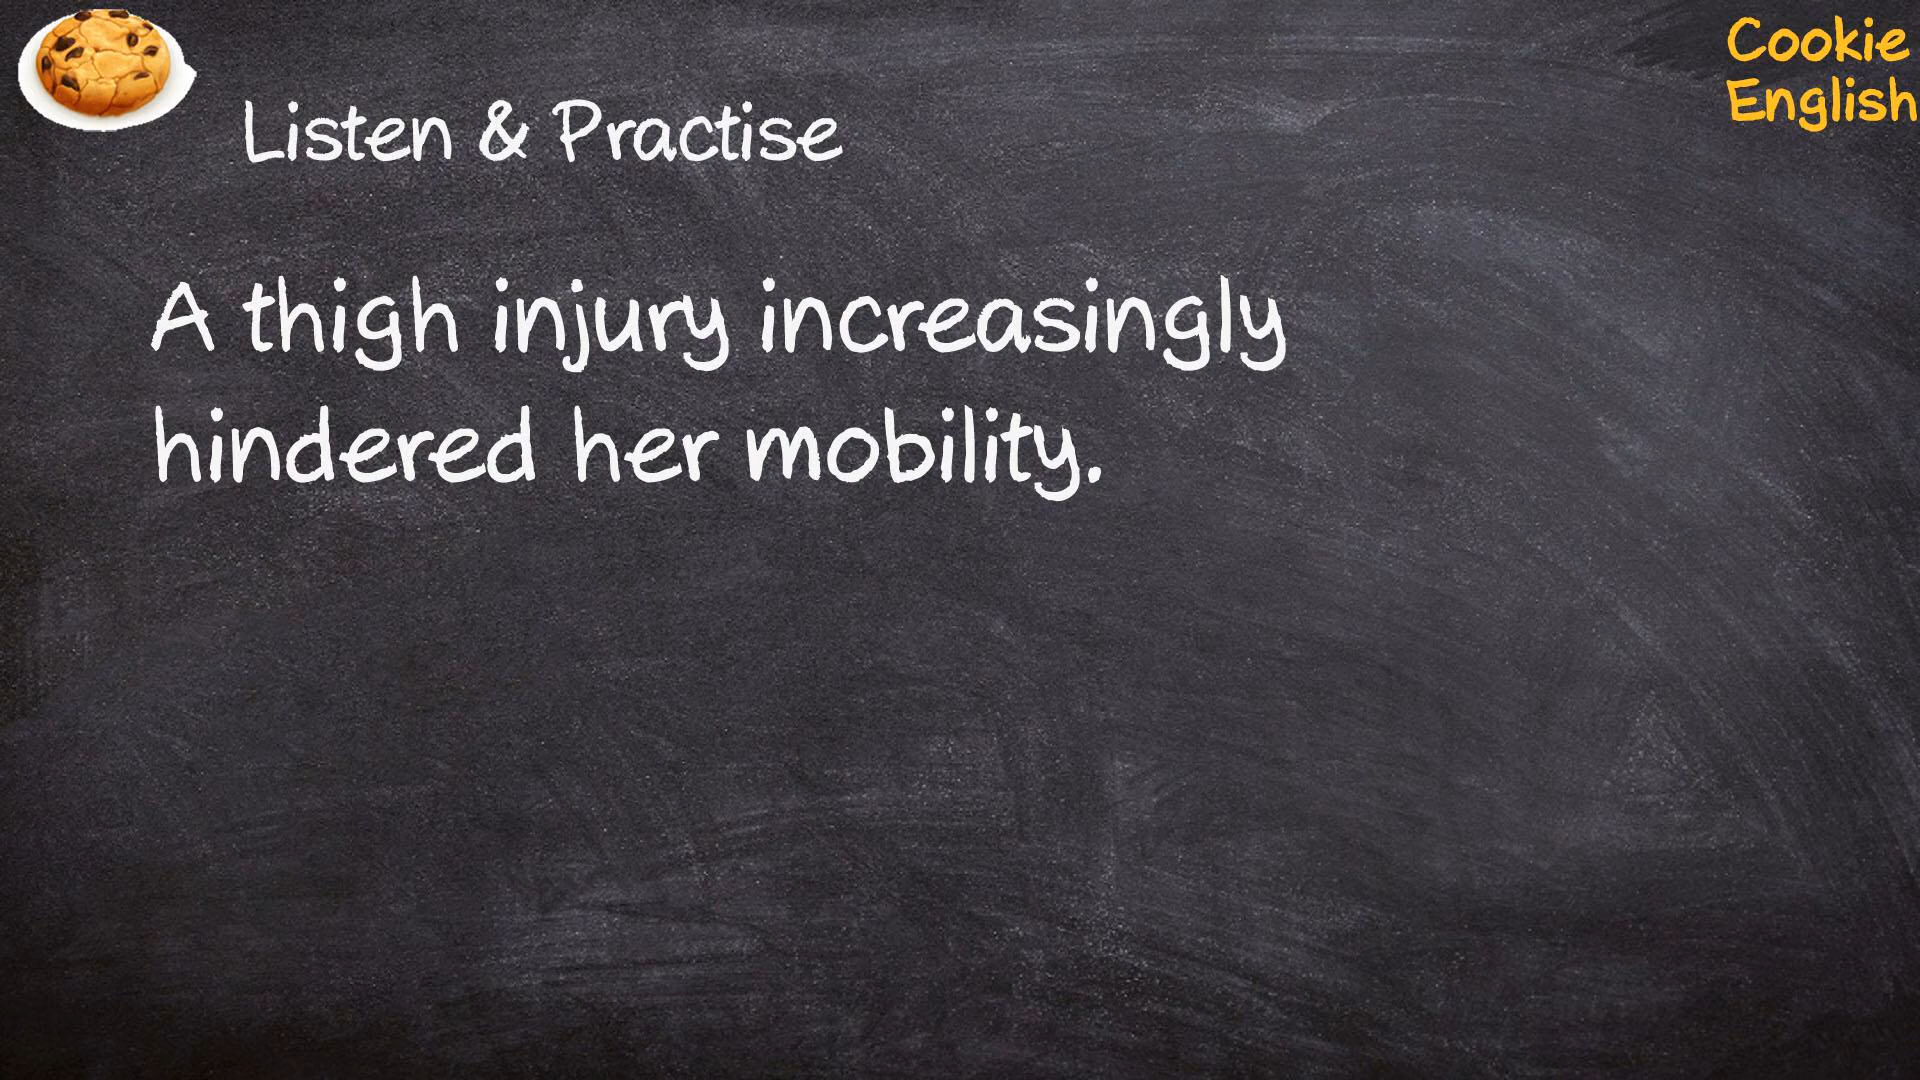 Cookie
English
Listen & Practise
A thigh injury increasingly
hindered her mobility.